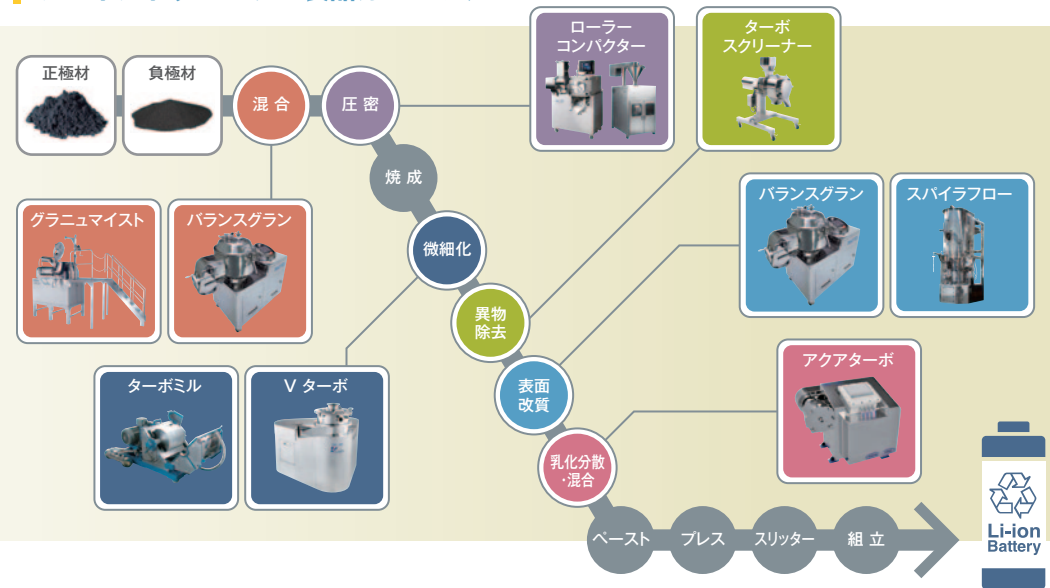 正極材
負極材
混 合
圧 密
ローラー
コンパクター
ターボ
スクリーナー
焼 成
グラニュマイスト
バランスグラン
微細化
バランスグラン
スパイラフロー
異物
除去
ターボミル
V ターボ
表面
改質
アクアターボ
乳化分散
・混合
ペースト
プレス
スリッター
組 立
Li-ion
Battery